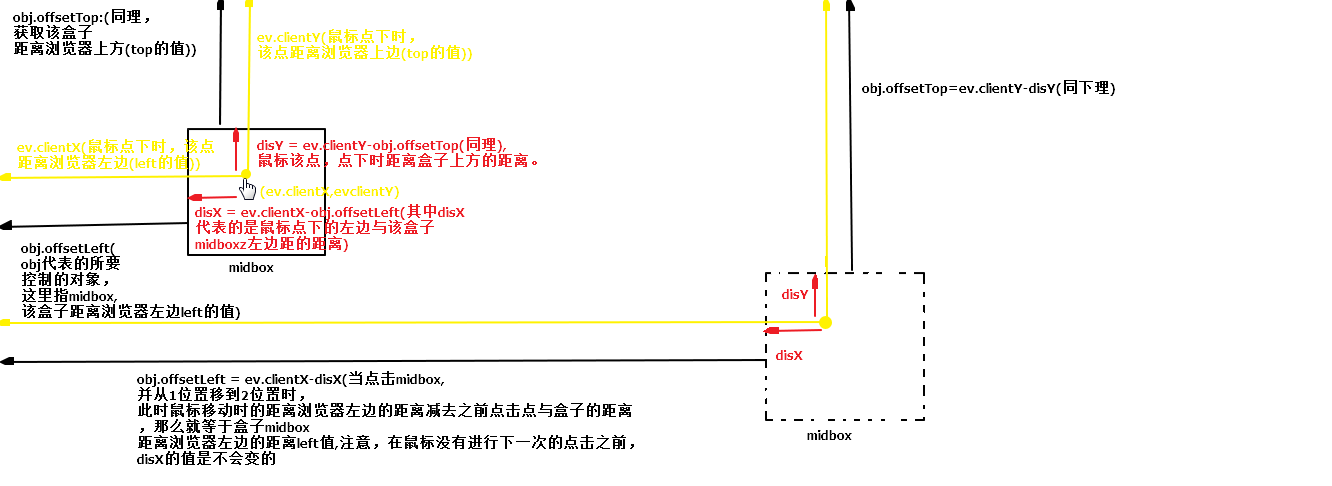 obj.offsetTop:(同理，
获取该盒子
距离浏览器上方(top的值))
ev.clientY(鼠标点下时，
该点距离浏览器上边(top的值))
obj.offsetTop=ev.clientY-disY(同下理)
ev.clientX(鼠标点下时，该点
距离浏览器左边(left的值))
disY = ev.clientY-obj.offsetTop(同理),
鼠标该点，点下时距离盒子上方的距离。
(ev.clientX,evclientY)
disX = ev.clientX-obj.offsetLeft(其中disX
代表的是鼠标点下的左边与该盒子
midboxz左边距的距离)
midbox
obj.offsetLeft(
obj代表的所要
控制的对象，
这里指midbox,
该盒子距离浏览器左边left的值)
disY
disX
obj.offsetLeft = ev.clientX-disX(当点击midbox,
并从1位置移到2位置时，
此时鼠标移动时的距离浏览器左边的距离减去之前点击点与盒子的距离
，那么就等于盒子midbox
距离浏览器左边的距离left值,注意，在鼠标没有进行下一次的点击之前，
disX的值是不会变的
midbox